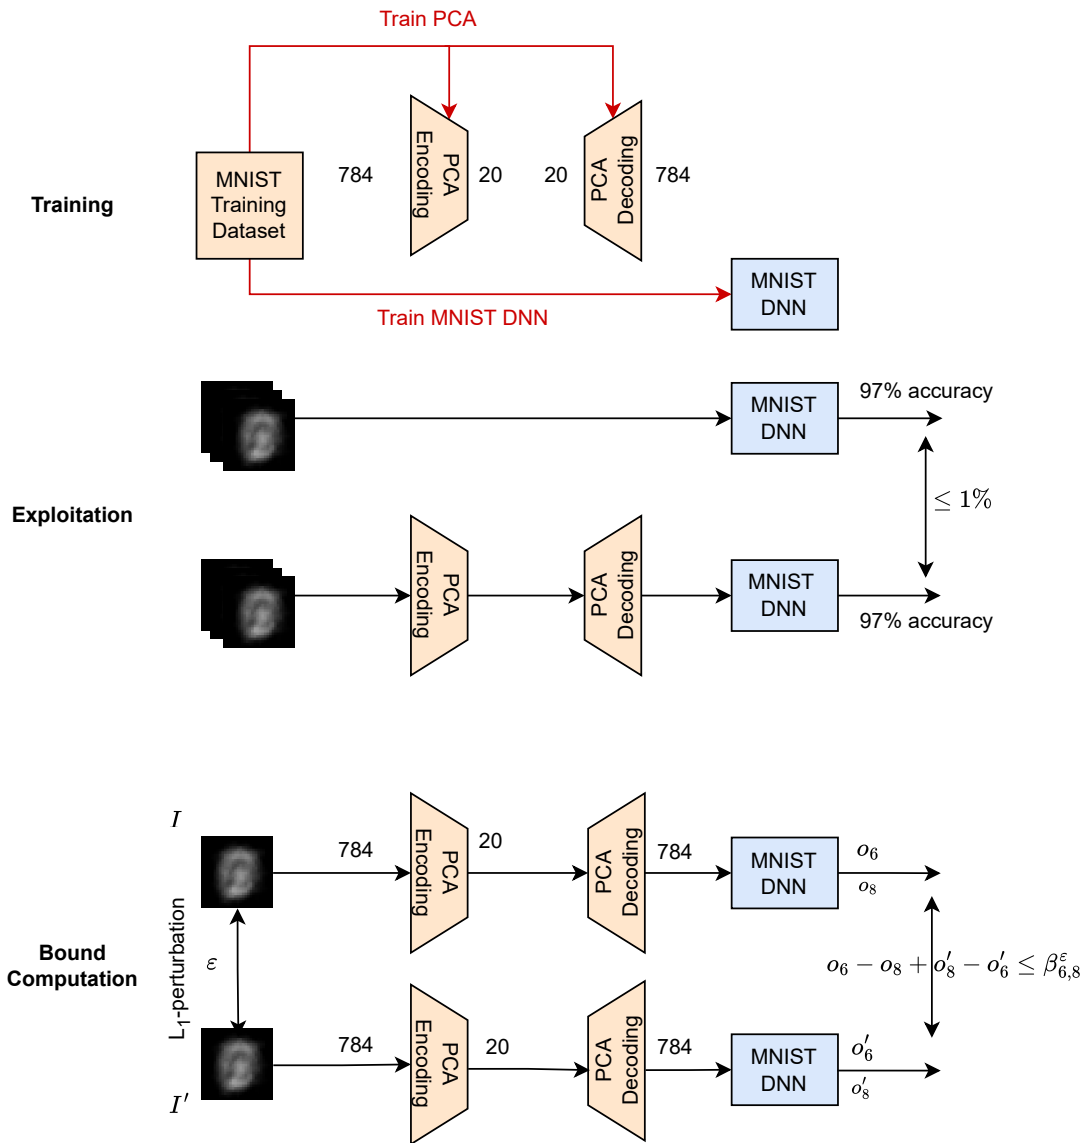 Train PCA
MNIST
Training
Dataset
784
PCA
Encoding
20
20
PCA
Decoding
784
Training
Train MNIST DNN
MNIST
DNN
Exploitation
MNIST
DNN
97% accuracy
≤ 1%
PCA
Encoding
PCA
Decoding
MNIST
DNN
97% accuracy
Bound
Computation
I
784
PCA
Encoding
20
PCA
Decoding
784
MNIST
DNN
o₆
o₈
L₁-perturbation
ε
o₆ − o₈ + o′₈ − o′₆ ≤ β^ε_{6,8}
I′
784
PCA
Encoding
20
PCA
Decoding
784
MNIST
DNN
o′₆
o′₈